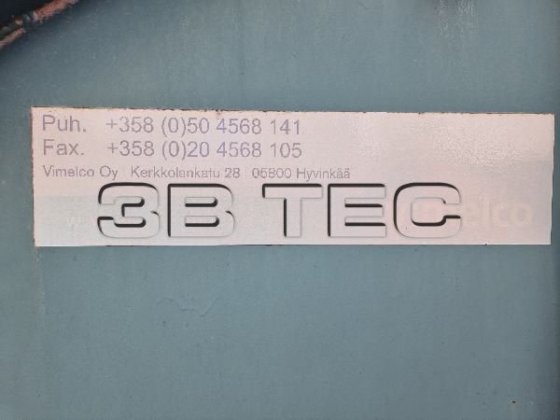 Puh. +358 (0)50 4568 141
Fax. +358 (0)20 4568 105
Vimelco Oy Kerkkolankatu 28 05800 Hyvinkää
3B TEC